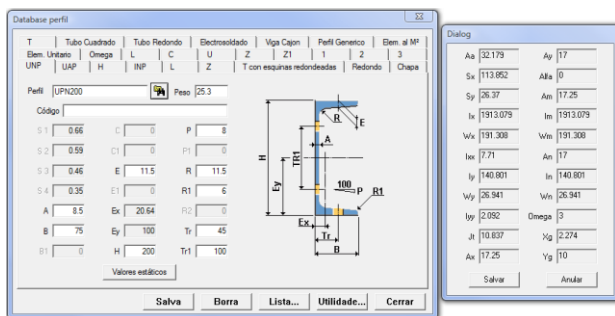 Database perfil
T Tubo Cuadrado Tubo Redondo Electrosoldado Viga Cajon Perfil Generico Elem. al M²
Elem. Unitario Omega L C U Z Z1 1 2 3
UNP UAP H INP L Z T con esquinas redondeadas Redondo Chapa
Perfil UPN200 Peso 25.3
Código
S 1 0.66 C 0 P 8
S 2 0.59 C1 0 P1 0
S 3 0.46 E 11.5 R 11.5
S 4 0.35 E1 0 R1 6
A 8.5 Ex 20.64 R2 0
B 75 Ey 100 Tr 45
B1 0 H 200 Tr1 100
Valores estáticos
H Ey TR1 A R E 100 P R1 Ex Tr B
Salva Borra Lista... Utilidade... Cerrar
Dialog
Aa 32.179 Ay 17
Sx 113.852 Alfa 0
Sy 26.37 Am 17.25
Ix 1913.079 Im 1913.079
Wx 191.308 Wm 191.308
Ixx 7.71 An 17
Iy 140.801 In 140.801
Wy 26.941 Wn 26.941
Iyy 2.092 Omega 3
Jt 10.837 Xg 2.274
Ax 17.25 Yg 10
Salvar Anular